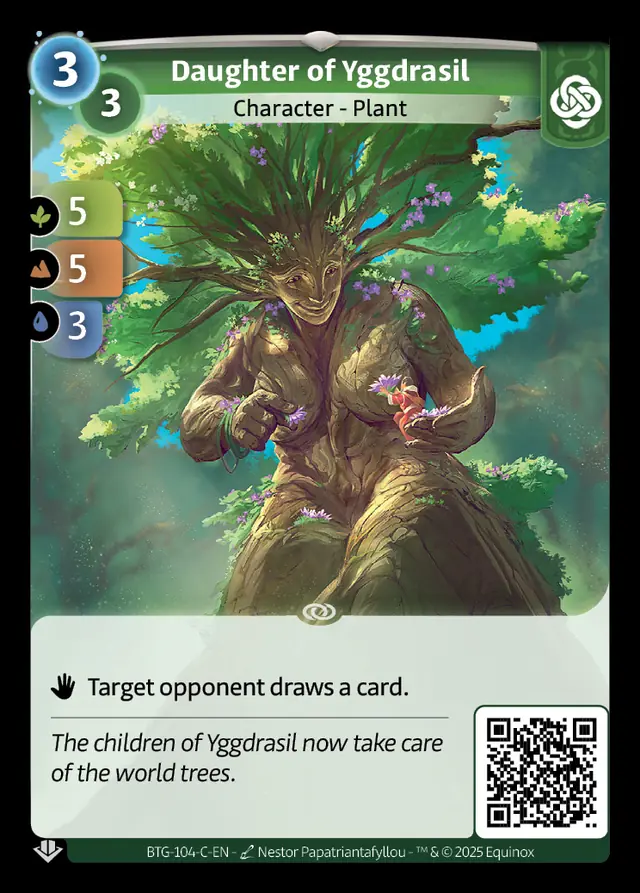 3
Daughter of Yggdrasil
3
Character - Plant
5
5
3
Target opponent draws a card.
The children of Yggdrasil now take care
of the world trees.
BTG-104-C-EN - Nestor Papatriantafyllou - ™ & © 2025 Equinox